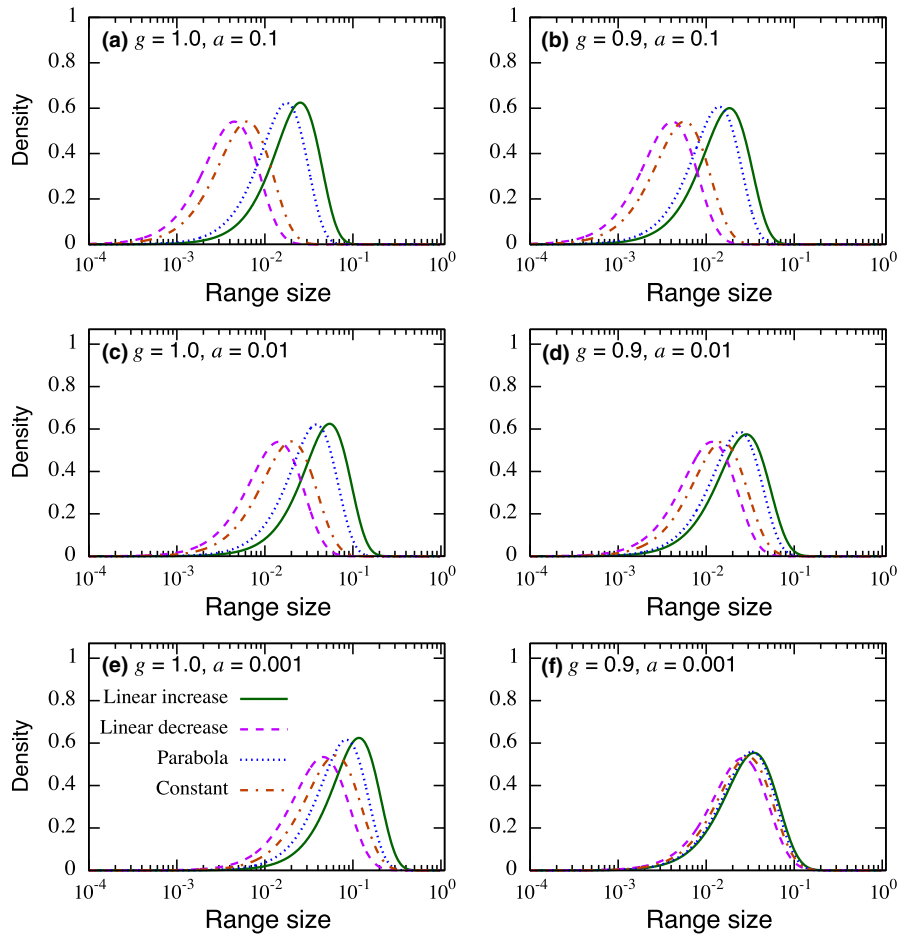 (a) g = 1.0, a = 0.1
Density
1
0.8
0.6
0.4
0.2
0
10^-4 10^-3 10^-2 10^-1 10^0
Range size
(b) g = 0.9, a = 0.1
1
0.8
0.6
0.4
0.2
0
10^-4 10^-3 10^-2 10^-1 10^0
Range size
(c) g = 1.0, a = 0.01
Density
1
0.8
0.6
0.4
0.2
0
10^-4 10^-3 10^-2 10^-1 10^0
Range size
(d) g = 0.9, a = 0.01
1
0.8
0.6
0.4
0.2
0
10^-4 10^-3 10^-2 10^-1 10^0
Range size
(e) g = 1.0, a = 0.001
Linear increase
Linear decrease
Parabola
Constant
Density
1
0.8
0.6
0.4
0.2
0
10^-4 10^-3 10^-2 10^-1 10^0
Range size
(f) g = 0.9, a = 0.001
1
0.8
0.6
0.4
0.2
0
10^-4 10^-3 10^-2 10^-1 10^0
Range size